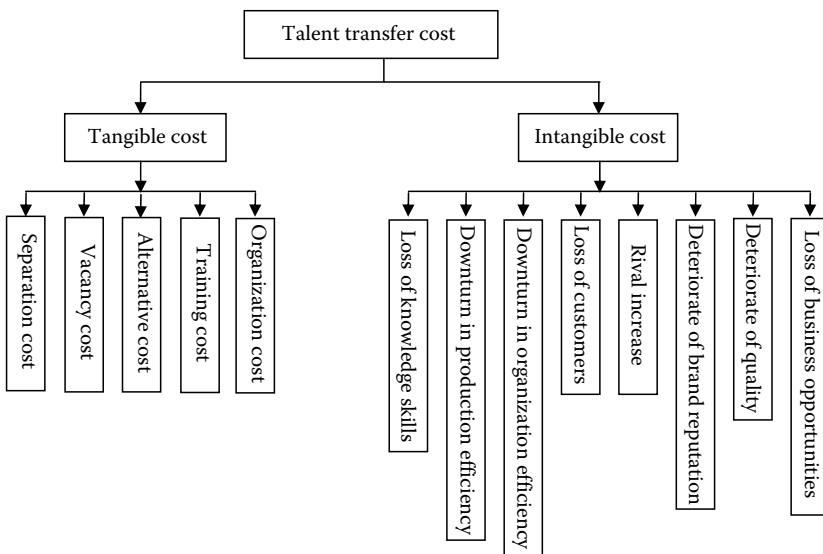 Talent transfer cost
Tangible cost
Intangible cost
Separation cost
Vacancy cost
Alternative cost
Training cost
Organization cost
Loss of knowledge skills
Downturn in production efficiency
Downturn in organization efficiency
Loss of customers
Rival increase
Deteriorate of brand reputation
Deteriorate of quality
Loss of business opportunities